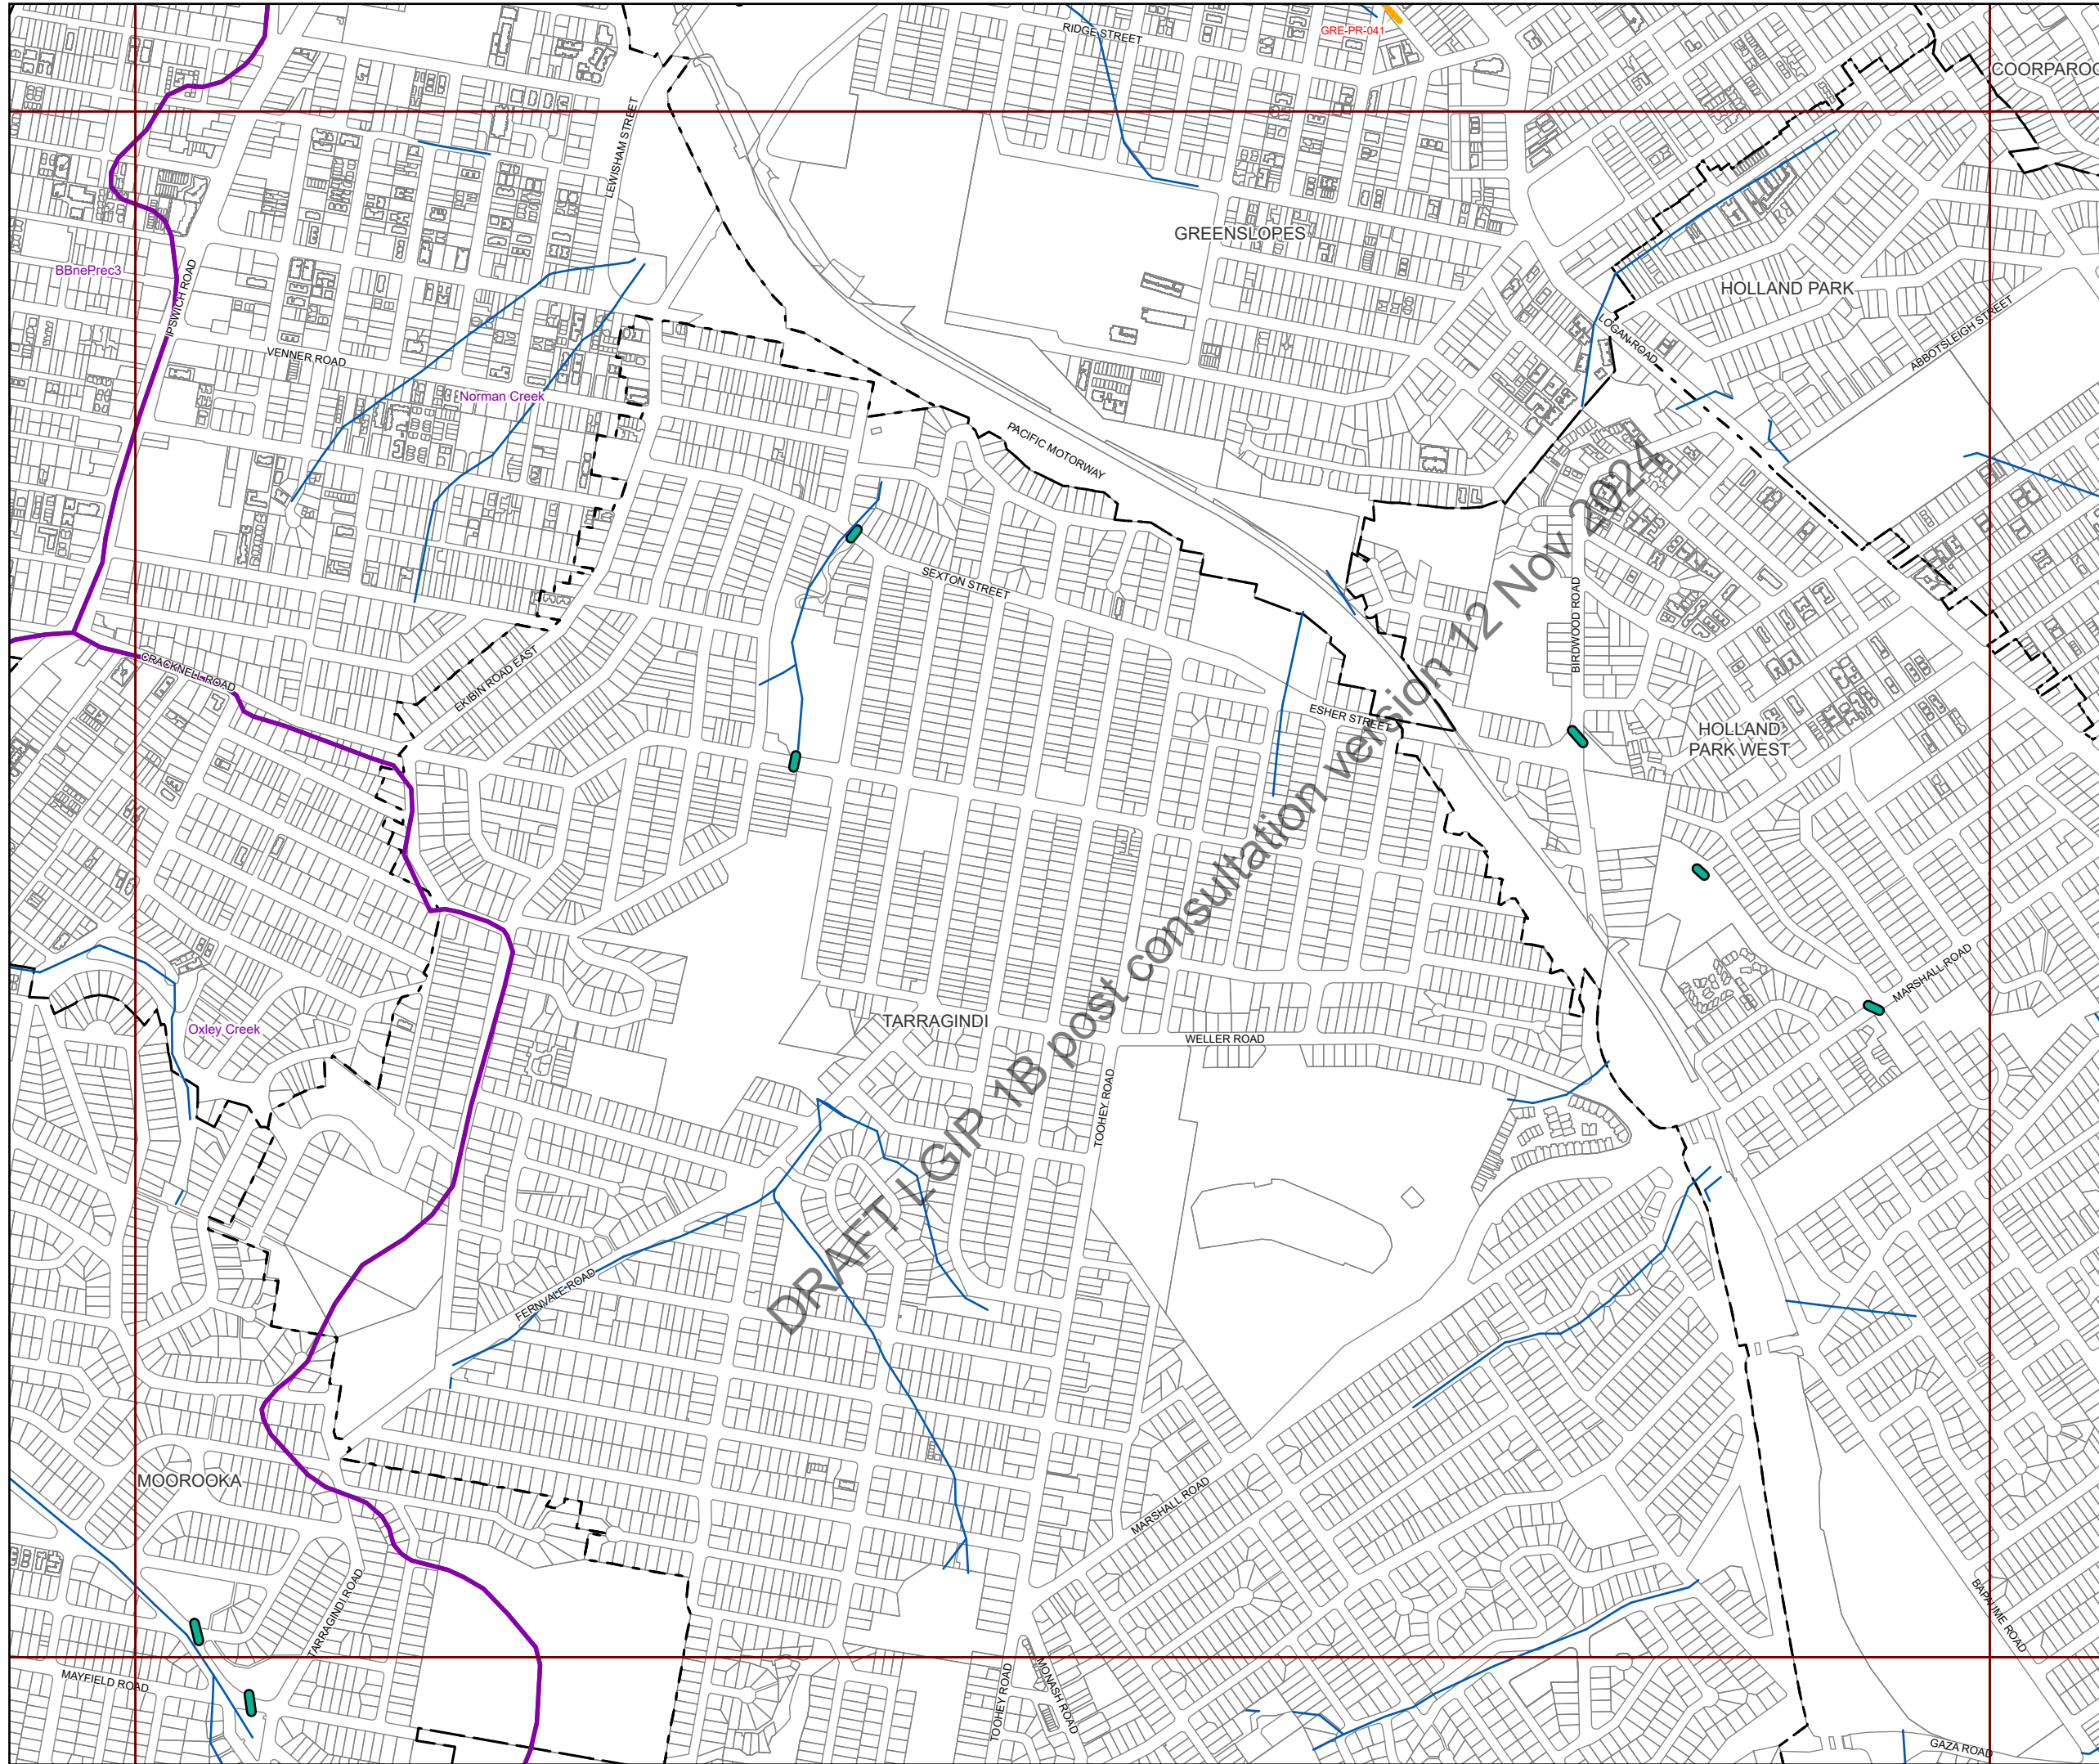 RIDGE STREET
GRE-PR-041
COORPAROO
LEWISHAM STREET
GREENSLOPES
BBnePrec3
IPSWICH ROAD
HOLLAND PARK
LOGAN ROAD
ABBOTSLEIGH STREET
VENNER ROAD
Norman Creek
PACIFIC MOTORWAY
SEXTON STREET
BIRDWOOD ROAD
CRACKNELL ROAD
EKIBIN ROAD EAST
ESHER STREET
HOLLAND
PARK WEST
DRAFT LGIP 1B post consultation version 12 Nov 2024
MARSHALL ROAD
Oxley Creek
TARRAGINDI
WELLER ROAD
TOOHEY ROAD
FERNVALE ROAD
MOOROOKA
MARSHALL ROAD
TARRAGINDI ROAD
BAPAUME ROAD
MAYFIELD ROAD
TOOHEY ROAD
MONASH ROAD
GAZA ROAD